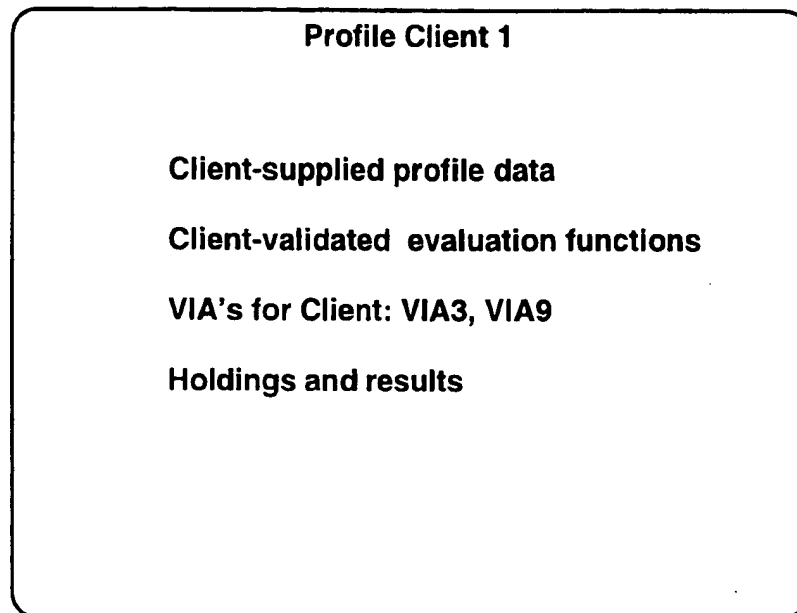 Profile Client 1
Client-supplied profile data
Client-validated evaluation functions
VIA's for Client: VIA3, VIA9
Holdings and results